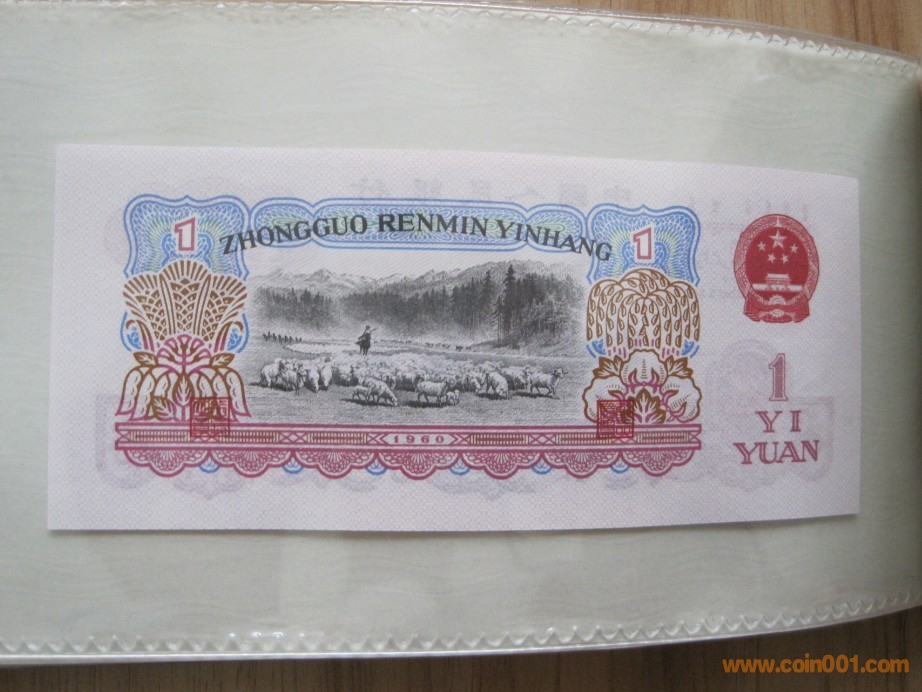 1
ZHONGGUO RENMIN YINHANG
1
1960
1
YI
YUAN
www.coin001.com